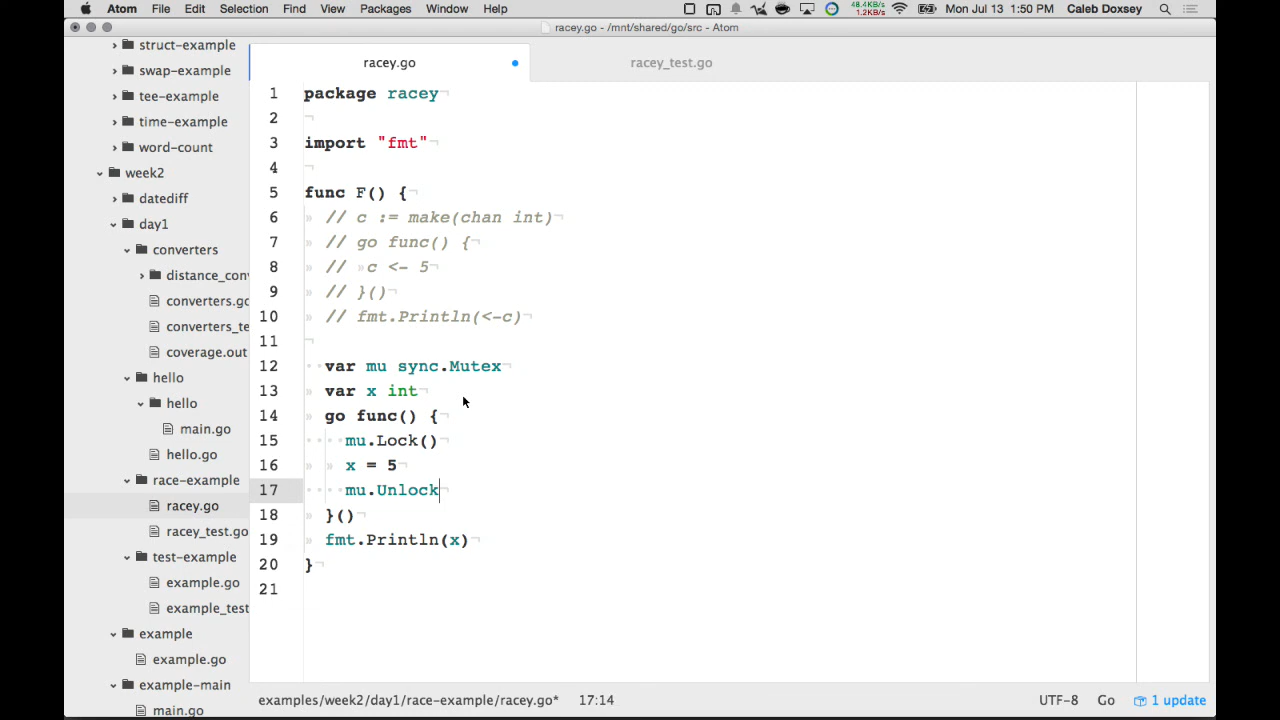 Atom File Edit Selection Find View Packages Window Help 48.4KB/s 1.2KB/s Mon Jul 13 1:50 PM Caleb Doxsey
racey.go - /mnt/shared/go/src - Atom
struct-example
swap-example
tee-example
time-example
word-count
week2
datediff
day1
converters
distance_con
converters.go
converters_te
coverage.out
hello
hello
main.go
hello.go
race-example
racey.go
racey_test.go
test-example
example.go
example_test
example
example.go
example-main
main.go
racey.go racey_test.go
1 package racey
2
3 import "fmt"
4
5 func F() {
6 // c := make(chan int)
7 // go func() {
8 // c <- 5
9 // }()
10 // fmt.Println(<-c)
11
12 var mu sync.Mutex
13 var x int
14 go func() {
15 mu.Lock()
16 x = 5
17 mu.Unlock
18 }()
19 fmt.Println(x)
20 }
21
examples/week2/day1/race-example/racey.go* 17:14 UTF-8 Go 1 update